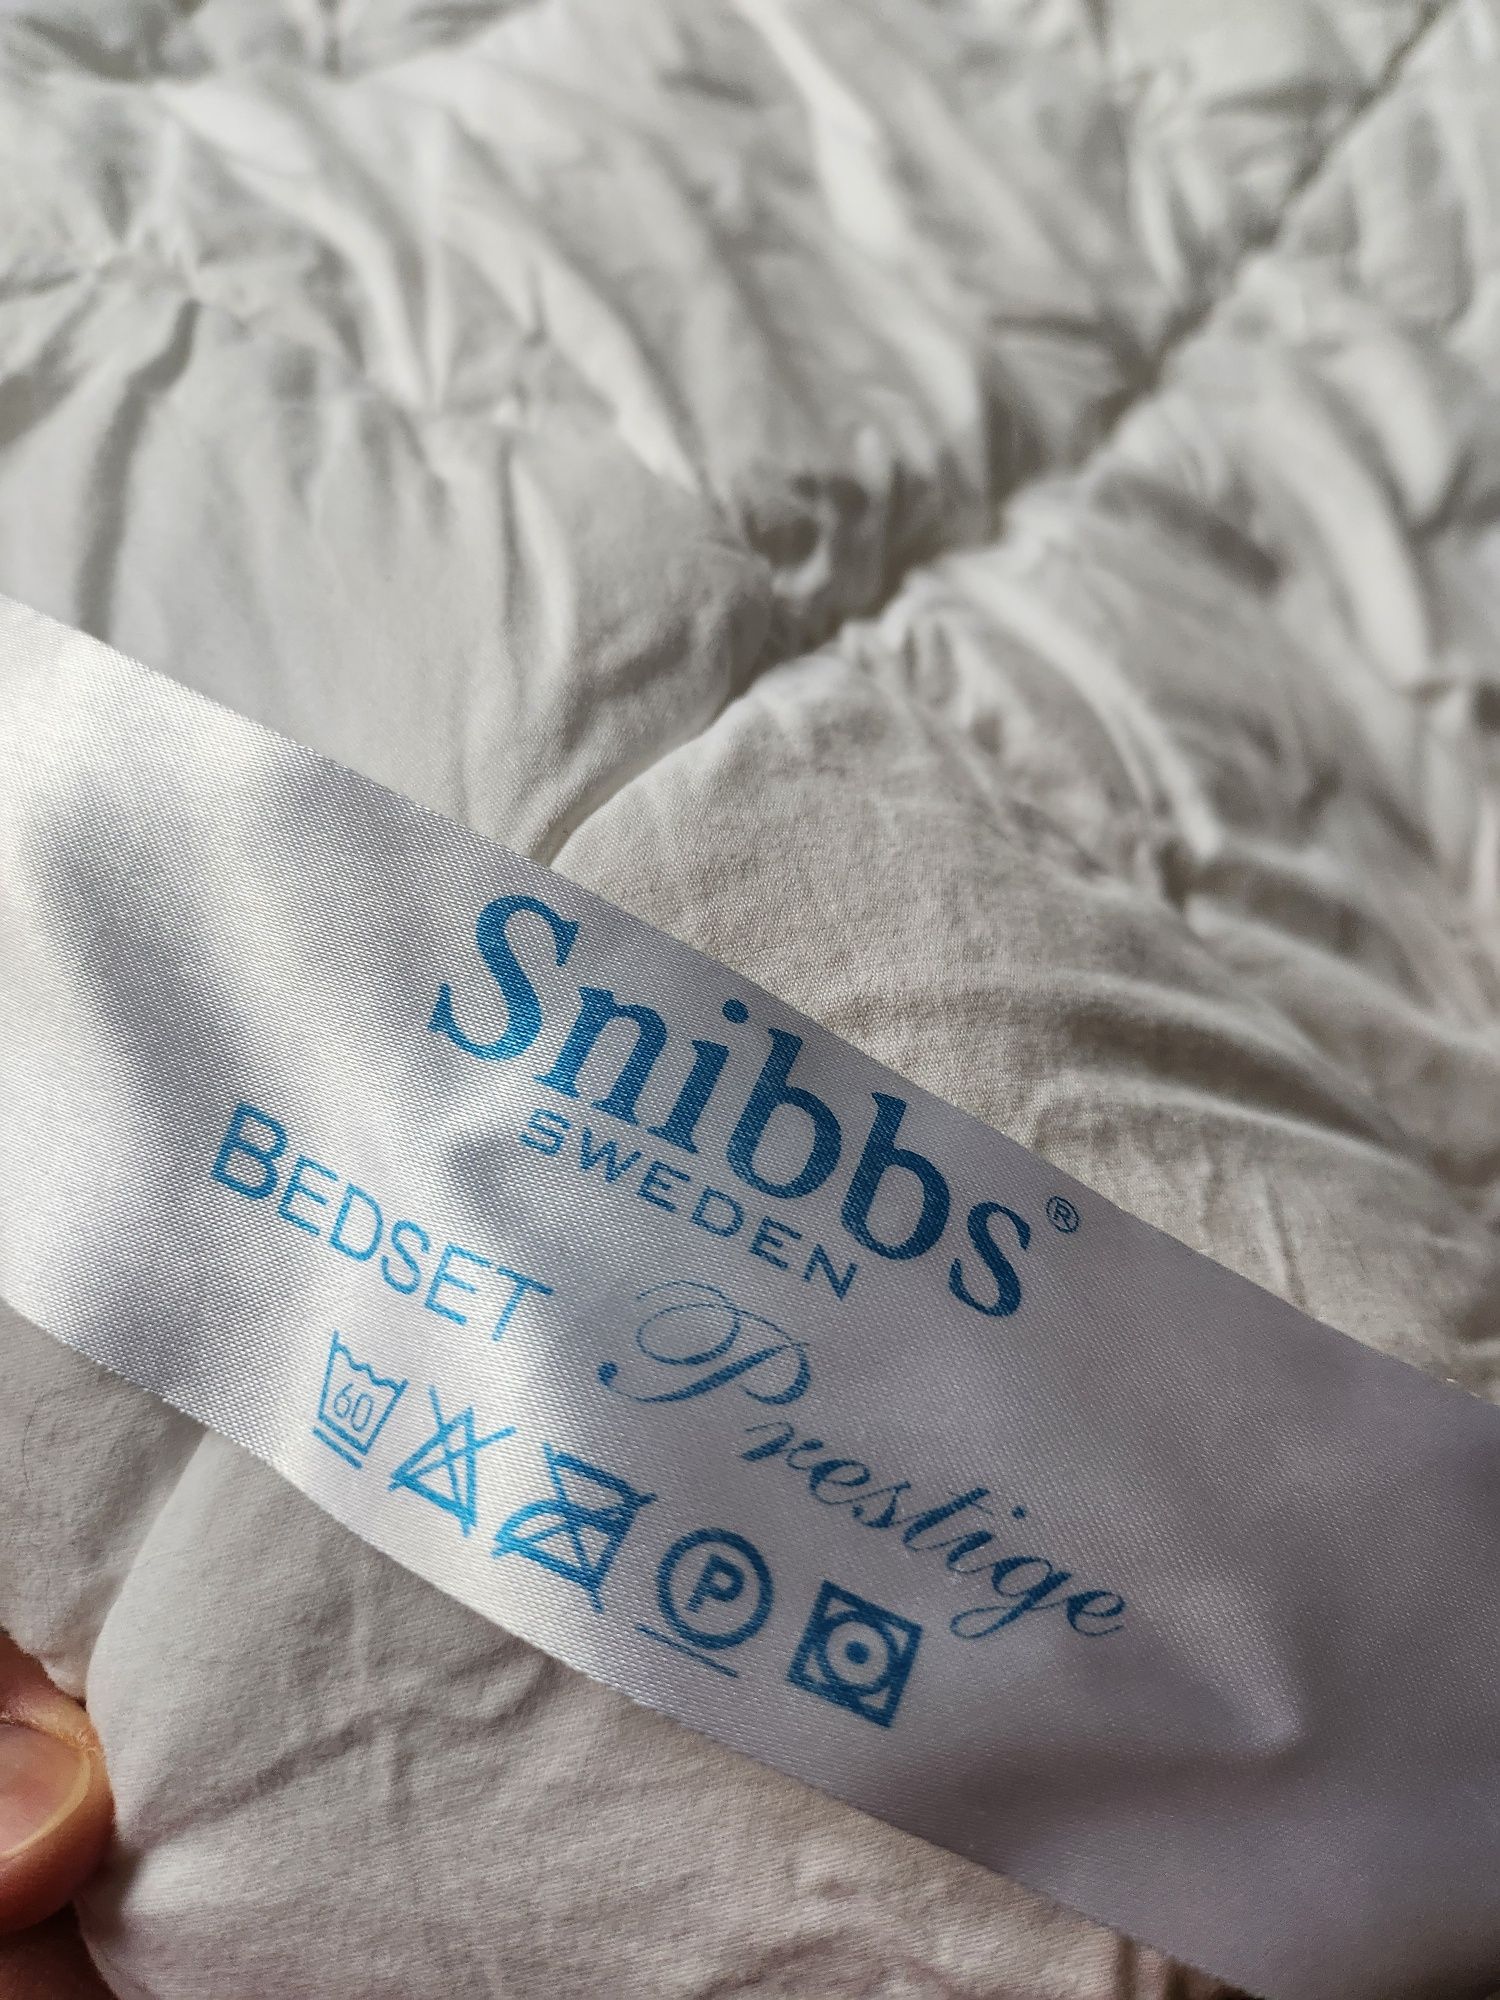 Snibbs®
SWEDEN
BEDSET Prestige
60
P